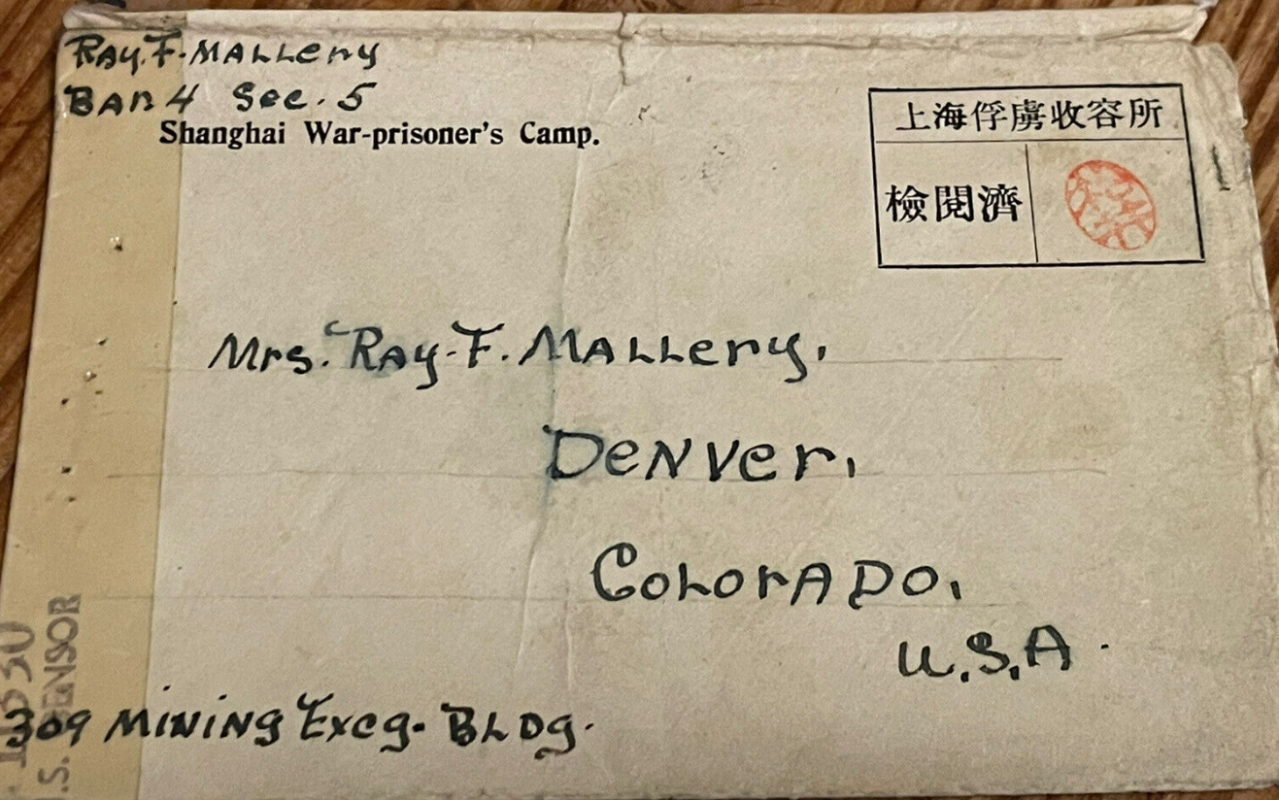 Ray. F. Mallery
Bar 4 Sec. 5
Shanghai War-prisoner's Camp.
上海俘虜收容所
檢閲濟
Mrs. Ray. F. Mallery,
Denver,
Colorado,
U.S.A.
309 Mining Excg. Bldg.